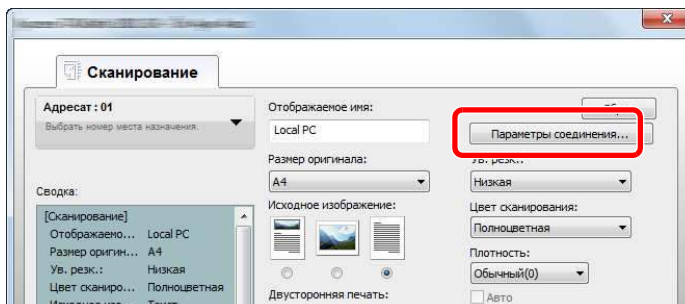 Сканирование
Адресат : 01
Выбрать номер места назначения.
Отображаемое имя:
Local PC
Параметры соединения...
Размер оригинала:
A4
Ув. резк.:
Низкая
Сводка:
[Сканирование]
Отображаемо... Local PC
Размер оригин... A4
Ув. резк.: Низкая
Цвет сканиро... Полноцветная
Исходное изображение:
Цвет сканирования:
Полноцветная
Плотность:
Обычный(0)
Авто
Двусторонняя печать: